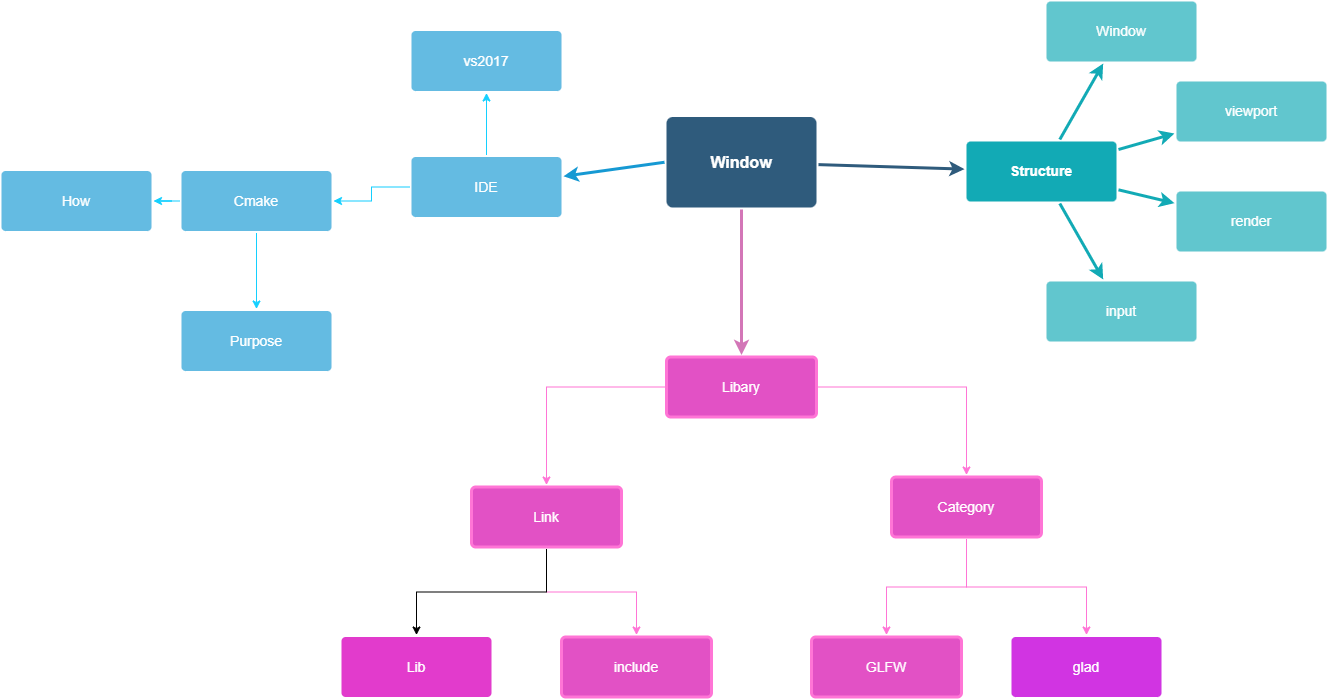 Window
vs2017
viewport
Window
Structure
IDE
How
Cmake
render
input
Purpose
Libary
Link
Category
Lib
include
GLFW
glad